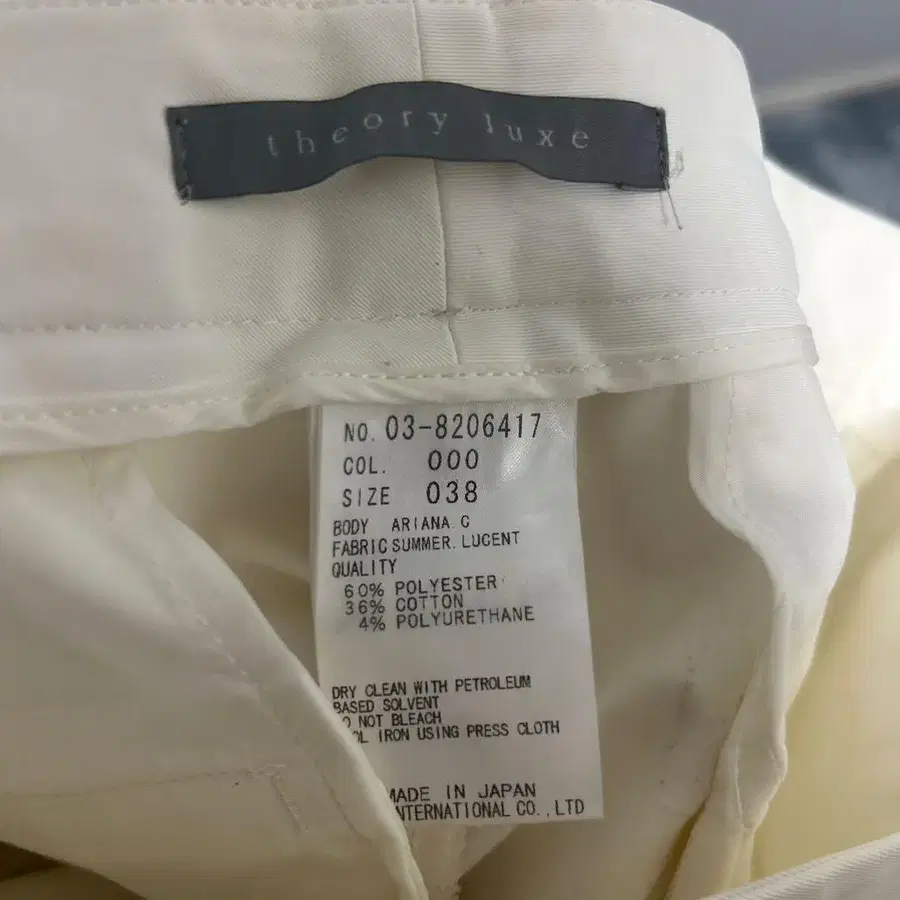 theory luxe
NO. 03-8206417
COL. 000
SIZE 038
BODY ARIANA.C
FABRIC SUMMER.LUCENT
QUALITY
60% POLYESTER
36% COTTON
4% POLYURETHANE
DRY CLEAN WITH PETROLEUM
BASED SOLVENT
NOT BLEACH
IRON USING PRESS CLOTH
MADE IN JAPAN
NTERNATIONAL CO.,LTD